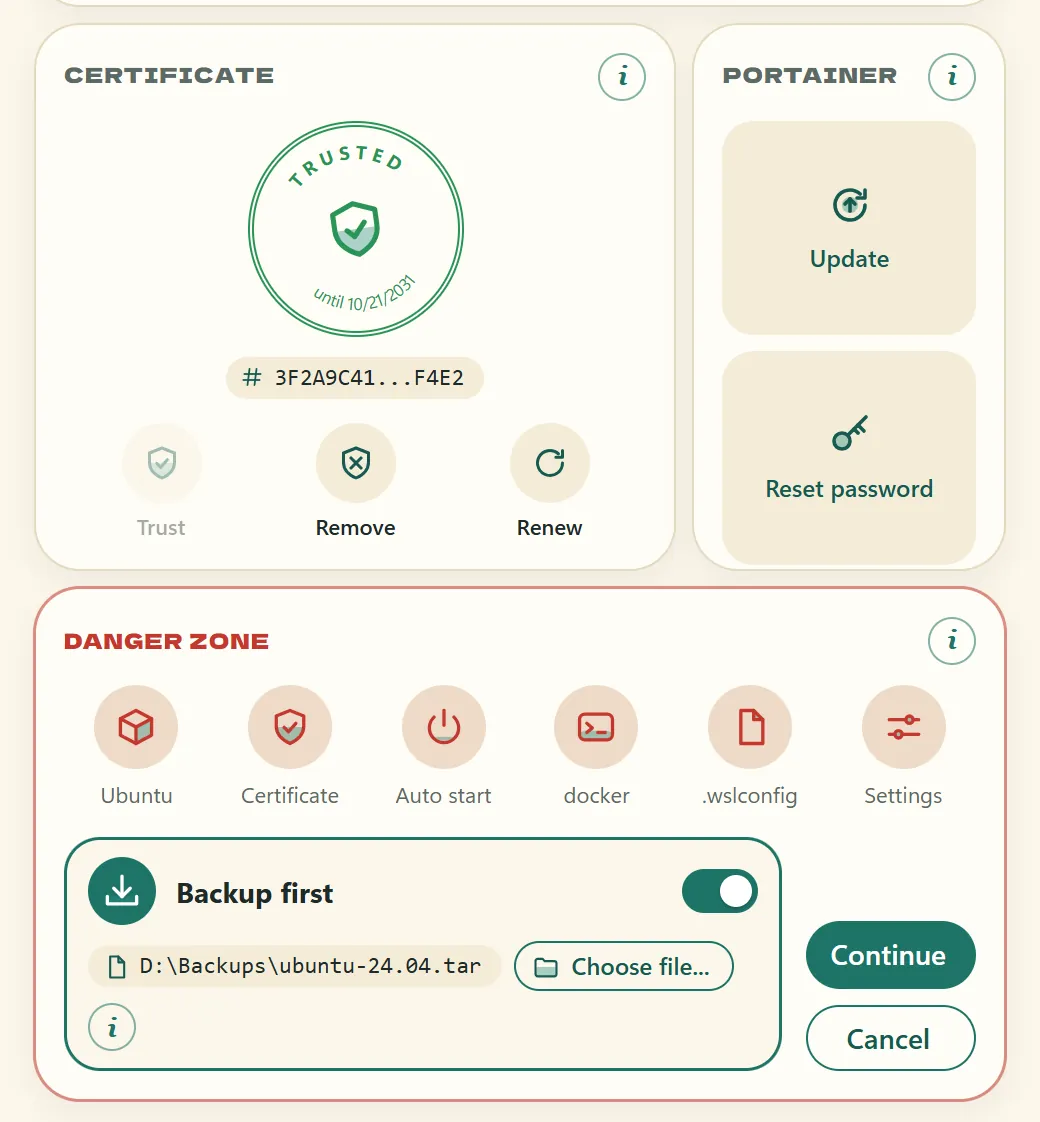 CERTIFICATE
i
TRUSTED
until 10/21/2031
# 3F2A9C41...F4E2
Trust
Remove
Renew
PORTAINER
i
Update
Reset password
DANGER ZONE
i
Ubuntu
Certificate
Auto start
docker
.wslconfig
Settings
Backup first
D:\Backups\ubuntu-24.04.tar
Choose file...
i
Continue
Cancel